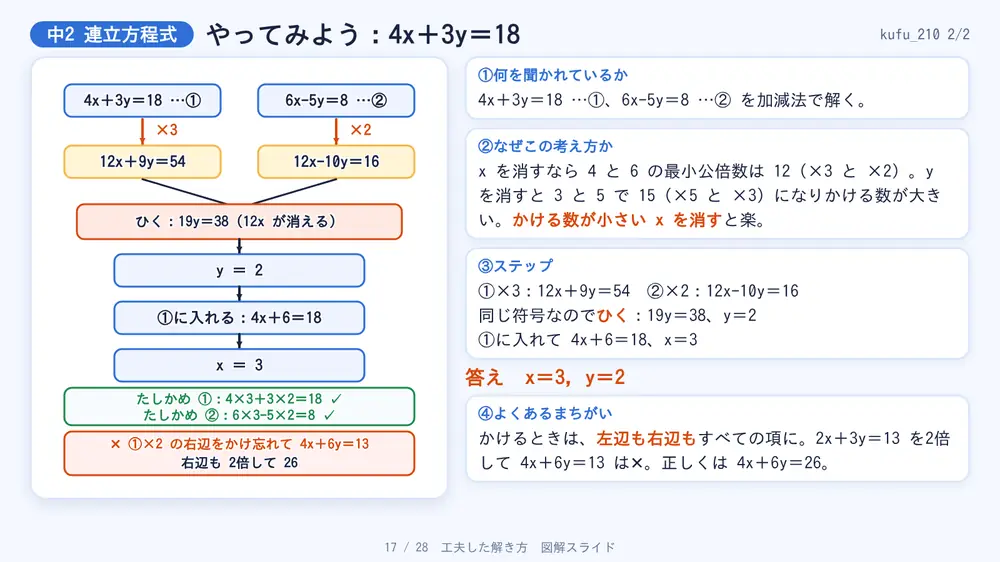 中2 連立方程式
やってみよう：4x＋3y＝18
kufu_210 2/2
4x＋3y＝18 …①
6x-5y＝8 …②
×3
×2
12x＋9y＝54
12x-10y＝16
ひく：19y＝38（12x が消える）
y ＝ 2
①に入れる：4x＋6＝18
x ＝ 3
たしかめ ①：4×3＋3×2＝18 ✓
たしかめ ②：6×3-5×2＝8 ✓
× ①×2 の右辺をかけ忘れて 4x＋6y＝13
右辺も 2倍して 26
①何を聞かれているか
4x＋3y＝18 …①、6x-5y＝8 …② を加減法で解く。
②なぜこの考え方か
x を消すなら 4 と 6 の最小公倍数は 12（×3 と ×2）。y
を消すと 3 と 5 で 15（×5 と ×3）になりかける数が大き
い。かける数が小さい x を消すと楽。
③ステップ
①×3：12x＋9y＝54　②×2：12x-10y＝16
同じ符号なのでひく：19y＝38、y＝2
①に入れて 4x＋6＝18、x＝3
答え　x＝3, y＝2
④よくあるまちがい
かけるときは、左辺も右辺もすべての項に。2x＋3y＝13 を2倍
して 4x＋6y＝13 は×。正しくは 4x＋6y＝26。
17 / 28　工夫した解き方　図解スライド